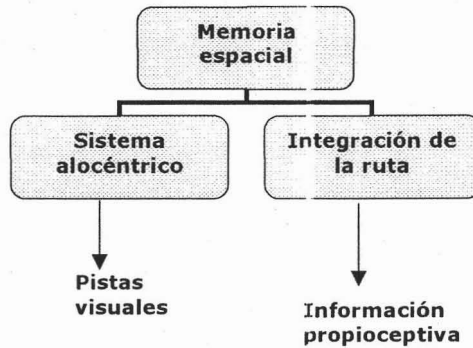 Memoria
espacial
Sistema
alocéntrico
Integración de
la ruta
Pistas
visuales
Información
propioceptiva